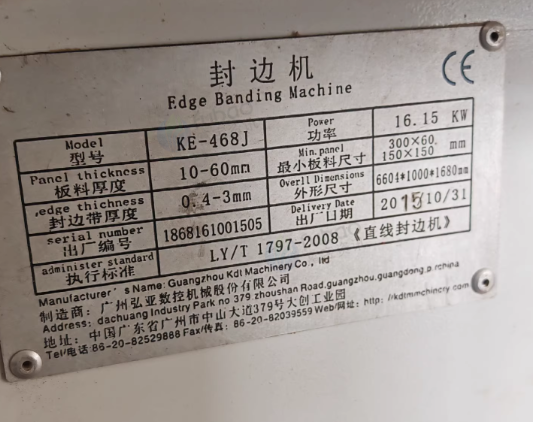 封边机
CE
Edge Banding Machine
Model
型号
KE-468J
Power
功率
16.15 KW
Panel thickncss
板料厚度
10-60mm
Min.panel
最小板料尺寸
300×60.
150×150
mm
.edge thichness
封边带厚度
0.4-3mm
Overll Dimensions
外形尺寸
6604*1000*1680mm
serial number
出厂编号
1868161001505
Delivery Date
出厂日期
2015/10/31
administer standard
执行标准
LY/T 1797-2008 《直线封边机》
Manufacturer's Name: Guangzhou Kdt Machinery Co., ltd
制造商：广州弘亚数控机械股份有限公司
Address: dachuang Industry Park no 379 zhoushan Road.guangzhou.guangdong.p.rchina
地址：中国广东省广州市中山大道379号大创工业园
Tel/电话:86-20-82529888 Fax/传真: 86-20-82039559 Web/网址: http://kdtmmchincry.com